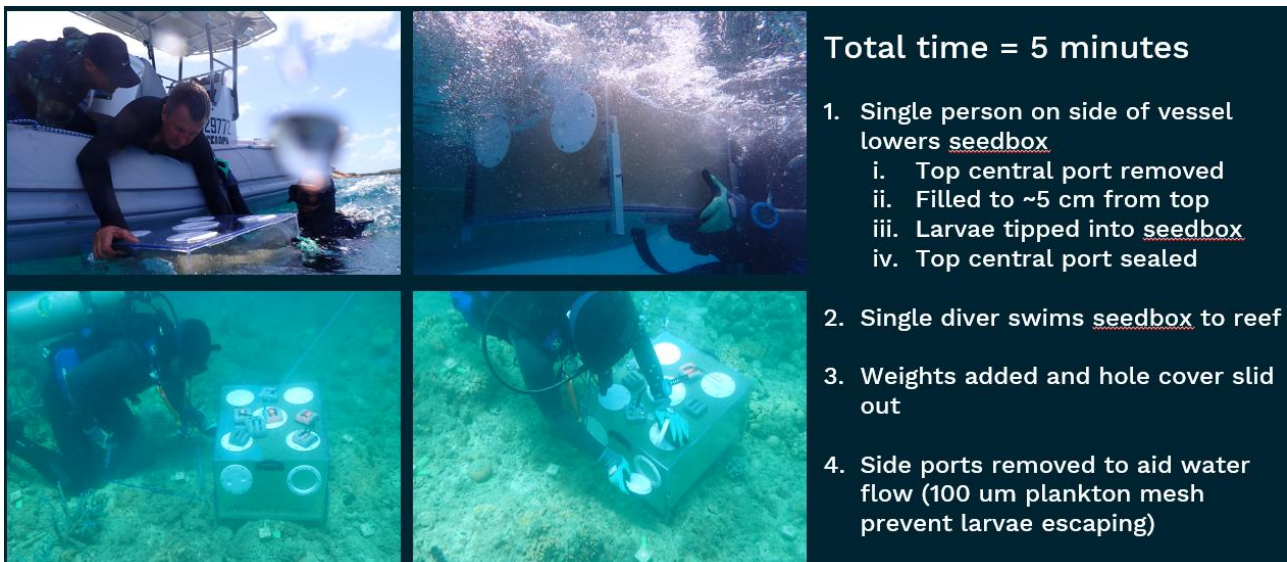 29772
Total time = 5 minutes
1. Single person on side of vessel
lowers seedbox
i. Top central port removed
ii. Filled to ~5 cm from top
iii. Larvae tipped into seedbox
iv. Top central port sealed
2. Single diver swims seedbox to reef
3. Weights added and hole cover slid
out
4. Side ports removed to aid water
flow (100 um plankton mesh
prevent larvae escaping)